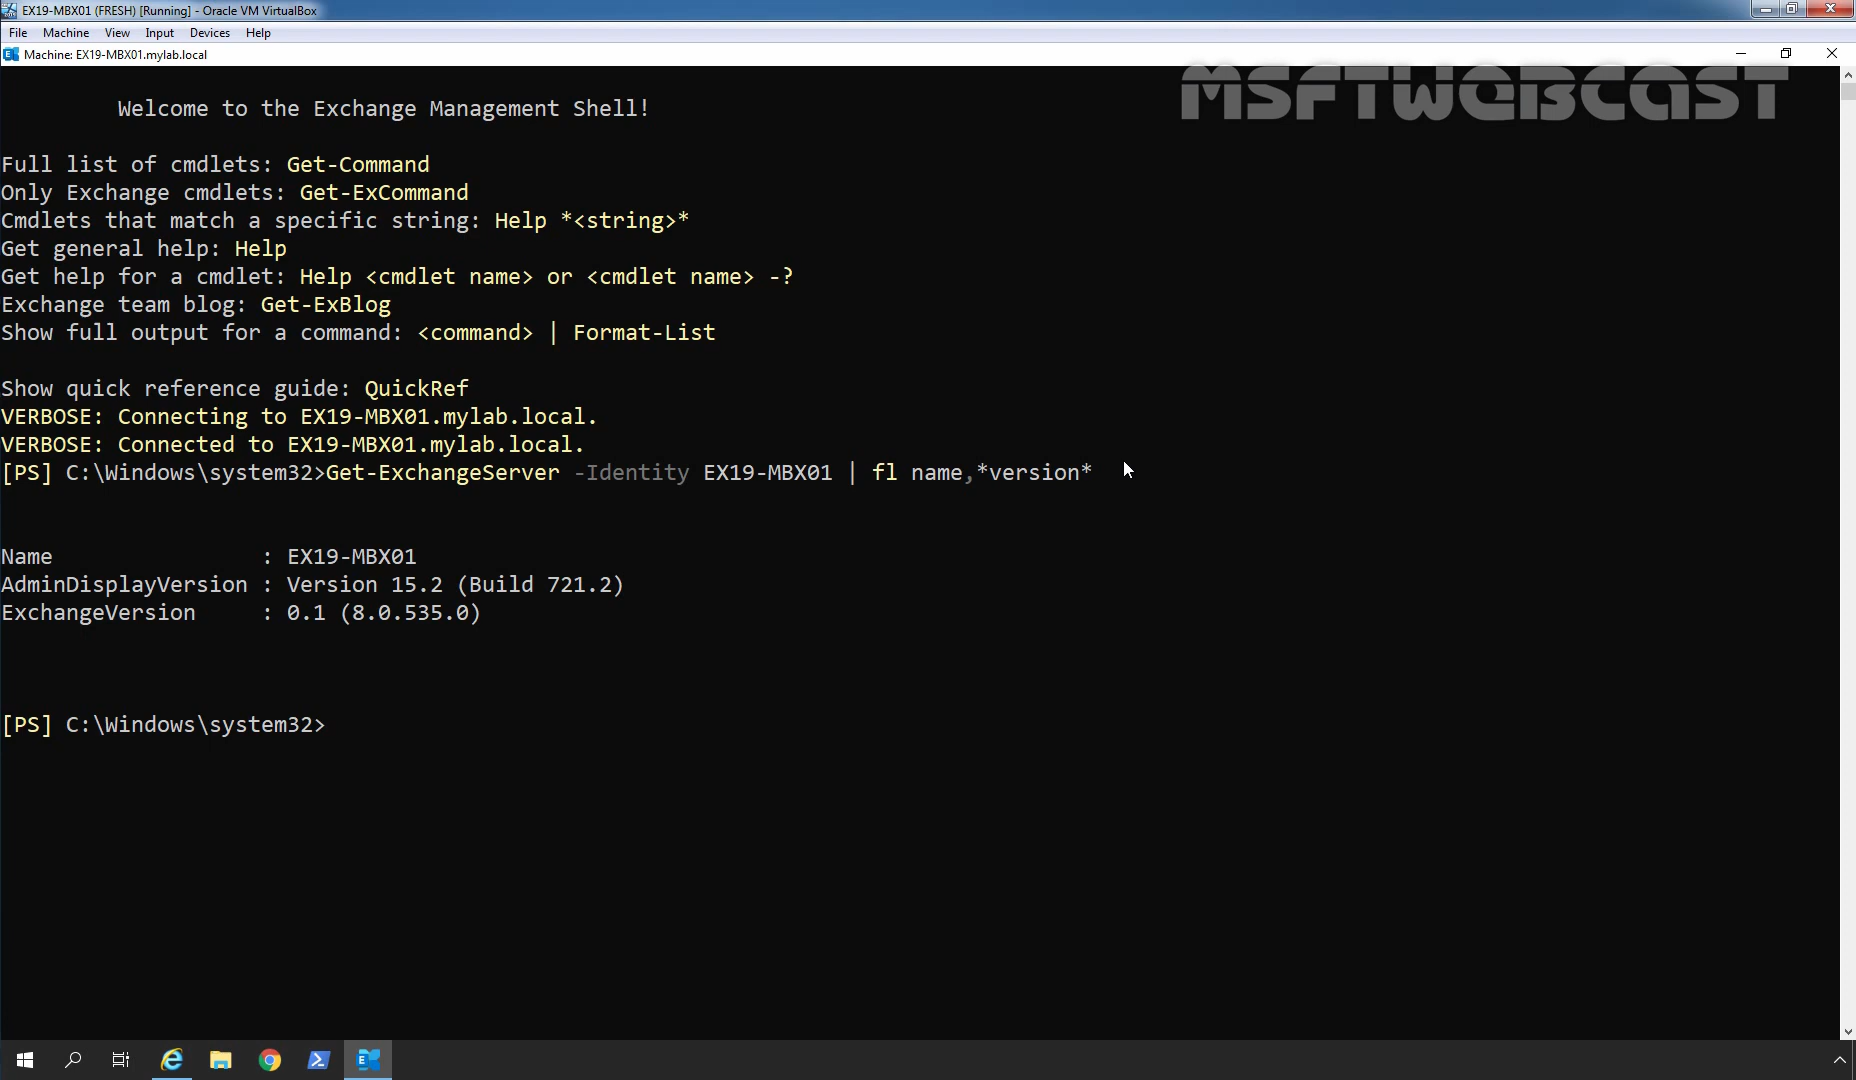 EX19-MBX01 (FRESH) [Running] - Oracle VM VirtualBox
File Machine View Input Devices Help
Machine: EX19-MBX01.mylab.local
MSFTWEBCAST
Welcome to the Exchange Management Shell!
Full list of cmdlets: Get-Command
Only Exchange cmdlets: Get-ExCommand
Cmdlets that match a specific string: Help *<string>*
Get general help: Help
Get help for a cmdlet: Help <cmdlet name> or <cmdlet name> -?
Exchange team blog: Get-ExBlog
Show full output for a command: <command> | Format-List
Show quick reference guide: QuickRef
VERBOSE: Connecting to EX19-MBX01.mylab.local.
VERBOSE: Connected to EX19-MBX01.mylab.local.
[PS] C:\Windows\system32>Get-ExchangeServer -Identity EX19-MBX01 | fl name,*version*
Name                : EX19-MBX01
AdminDisplayVersion : Version 15.2 (Build 721.2)
ExchangeVersion     : 0.1 (8.0.535.0)
[PS] C:\Windows\system32>